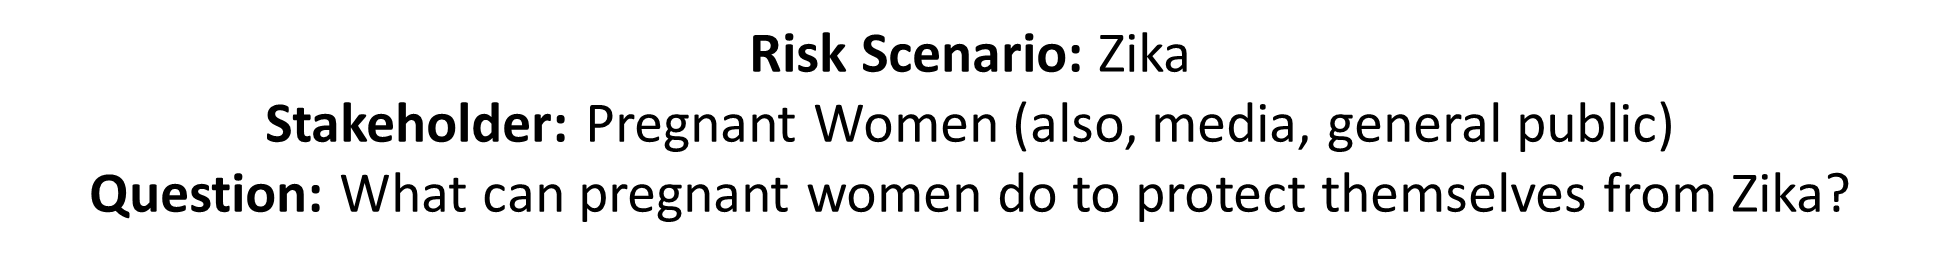 Risk Scenario: Zika
Stakeholder: Pregnant Women (also, media, general public)
Question: What can pregnant women do to protect themselves from Zika?